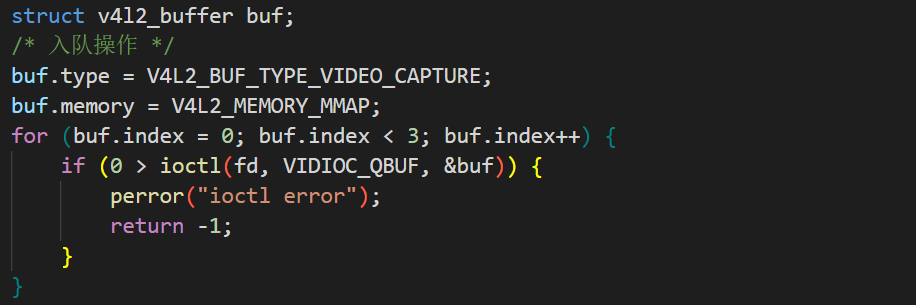 struct v4l2_buffer buf;
/* 入队操作 */
buf.type = V4L2_BUF_TYPE_VIDEO_CAPTURE;
buf.memory = V4L2_MEMORY_MMAP;
for (buf.index = 0; buf.index < 3; buf.index++) {
    if (0 > ioctl(fd, VIDIOC_QBUF, &buf)) {
        perror("ioctl error");
        return -1;
    }
}